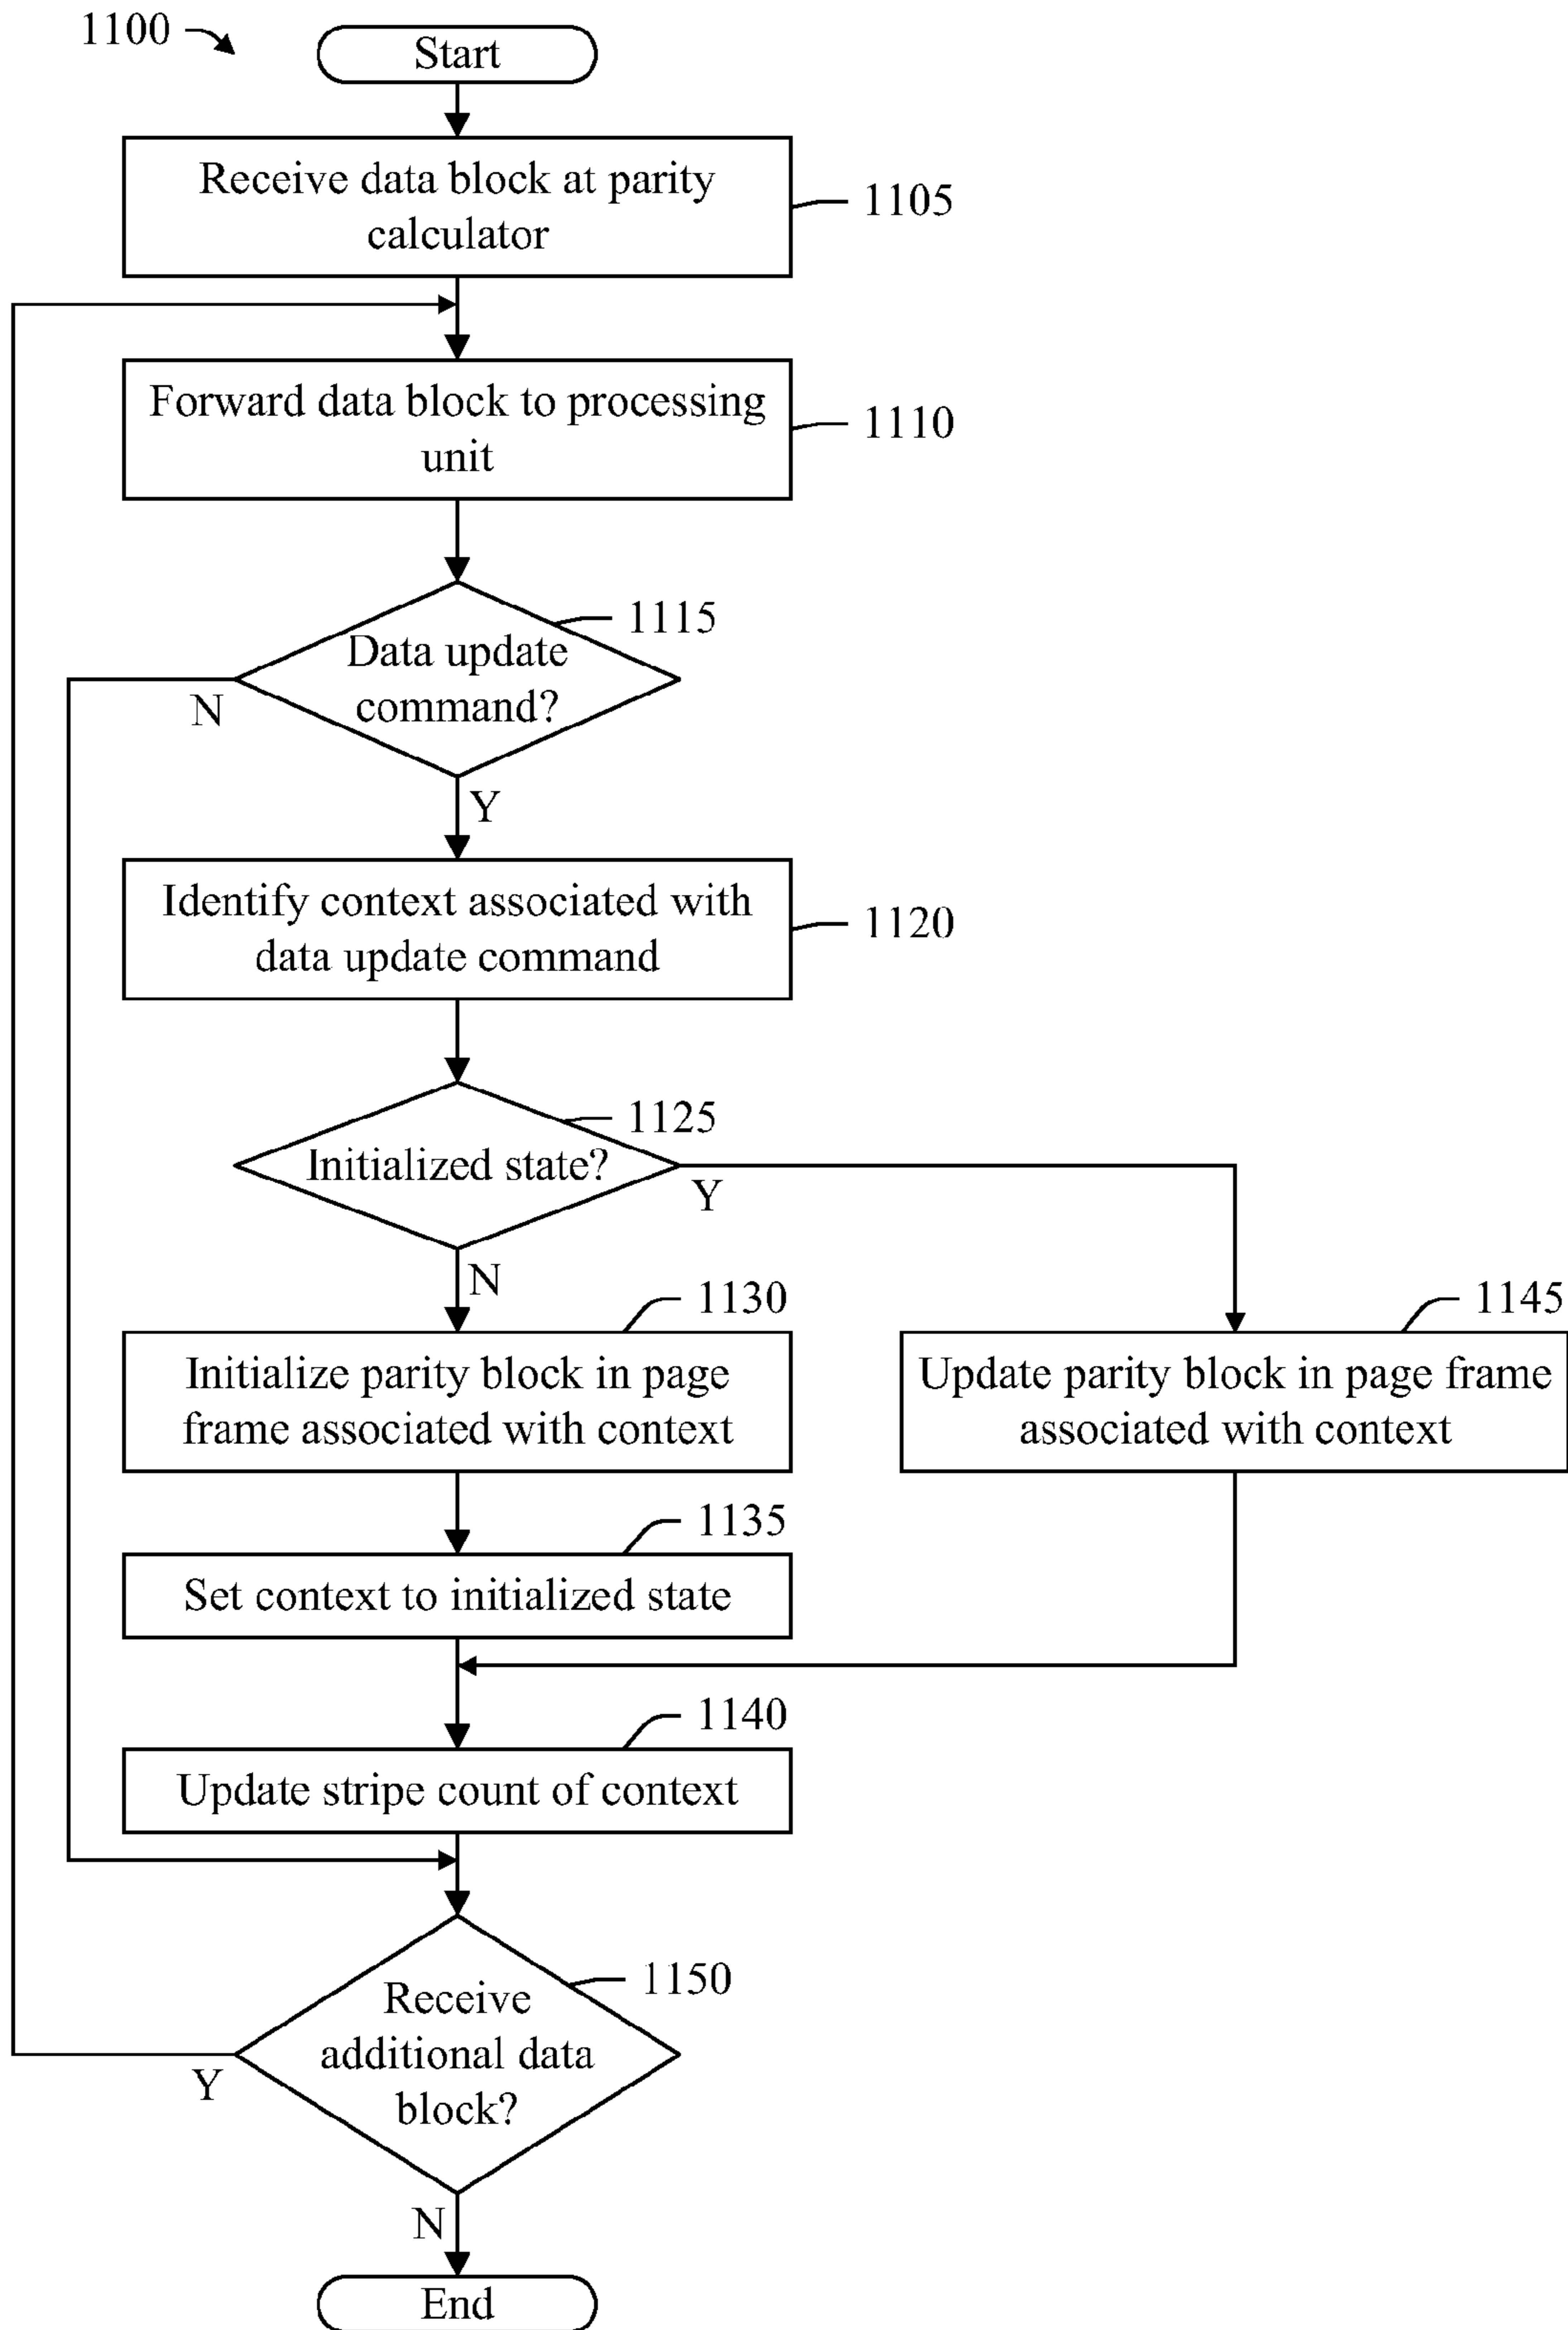 1100
Start
Receive data block at parity
calculator
1105
Forward data block to processing
unit
1110
1115
Data update
command?
N
Y
Identify context associated with
data update command
1120
1125
Initialized state?
Y
N
1130
1145
Initialize parity block in page
frame associated with context
Update parity block in page frame
associated with context
1135
Set context to initialized state
1140
Update stripe count of context
1150
Receive
additional data
block?
Y
N
End